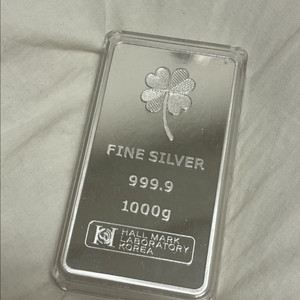 FINE SILVER
999.9
1000g
HALL MARK
LABORATORY
KOREA